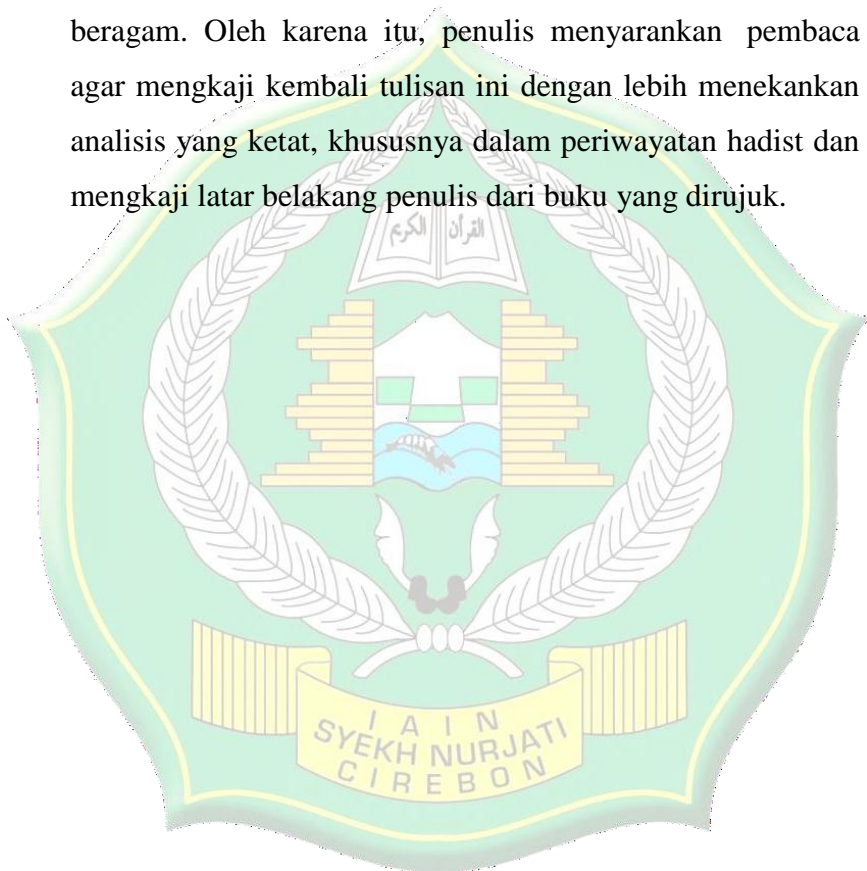 beragam. Oleh karena itu, penulis menyarankan pembaca
agar mengkaji kembali tulisan ini dengan lebih menekankan
analisis yang ketat, khususnya dalam periwayatan hadist dan
mengkaji latar belakang penulis dari buku yang dirujuk.
القرآن الكريم
IAIN
SYEKH NURJATI
CIREBON